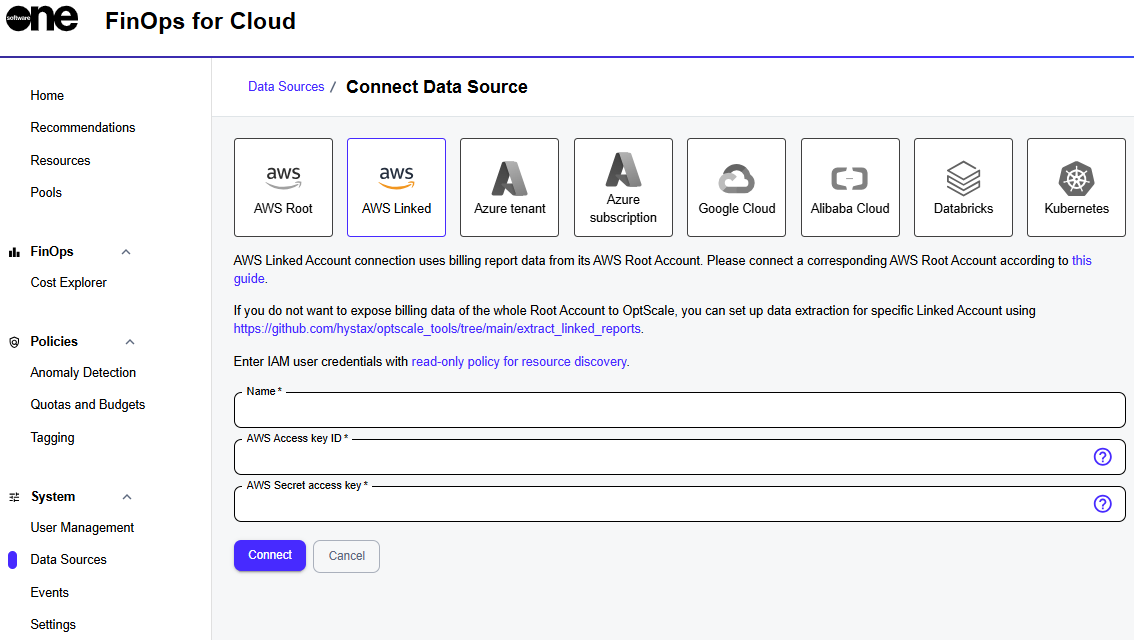 software one
FinOps for Cloud
Home
Recommendations
Resources
Pools
FinOps
Cost Explorer
Policies
Anomaly Detection
Quotas and Budgets
Tagging
System
User Management
Data Sources
Events
Settings
Data Sources / Connect Data Source
aws
AWS Root
aws
AWS Linked
Azure tenant
Azure
subscription
Google Cloud
Alibaba Cloud
Databricks
Kubernetes
AWS Linked Account connection uses billing report data from its AWS Root Account. Please connect a corresponding AWS Root Account according to this
guide.
If you do not want to expose billing data of the whole Root Account to OptScale, you can set up data extraction for specific Linked Account using
https://github.com/hystax/optscale_tools/tree/main/extract_linked_reports.
Enter IAM user credentials with read-only policy for resource discovery.
Name *
AWS Access key ID *
?
AWS Secret access key *
?
Connect
Cancel